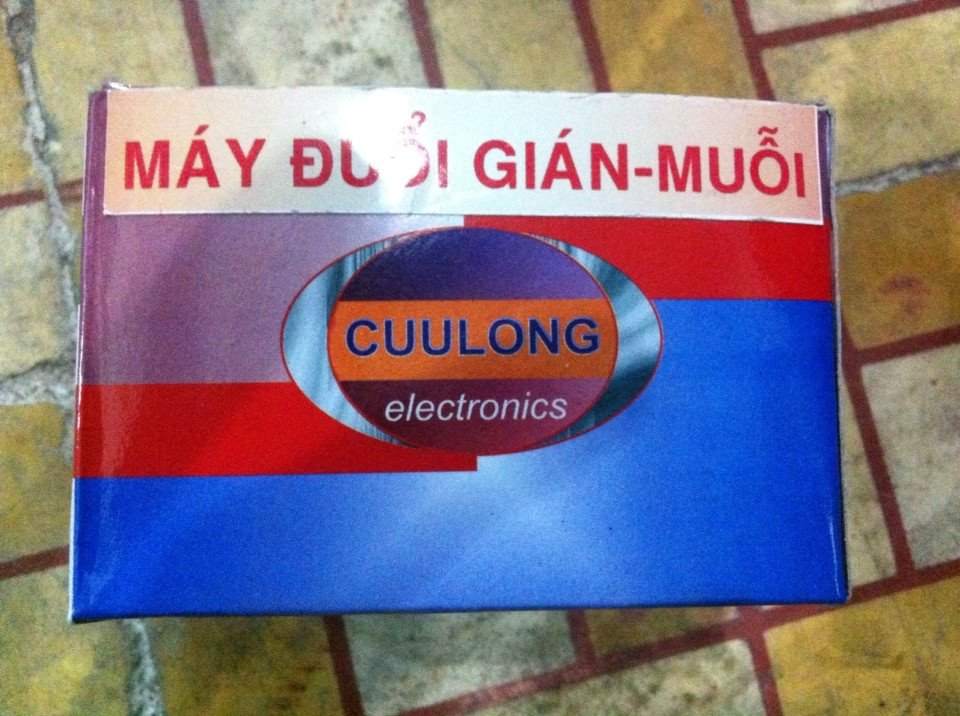 MÁY ĐUỔI GIÁN-MUỖI
CUULONG
electronics